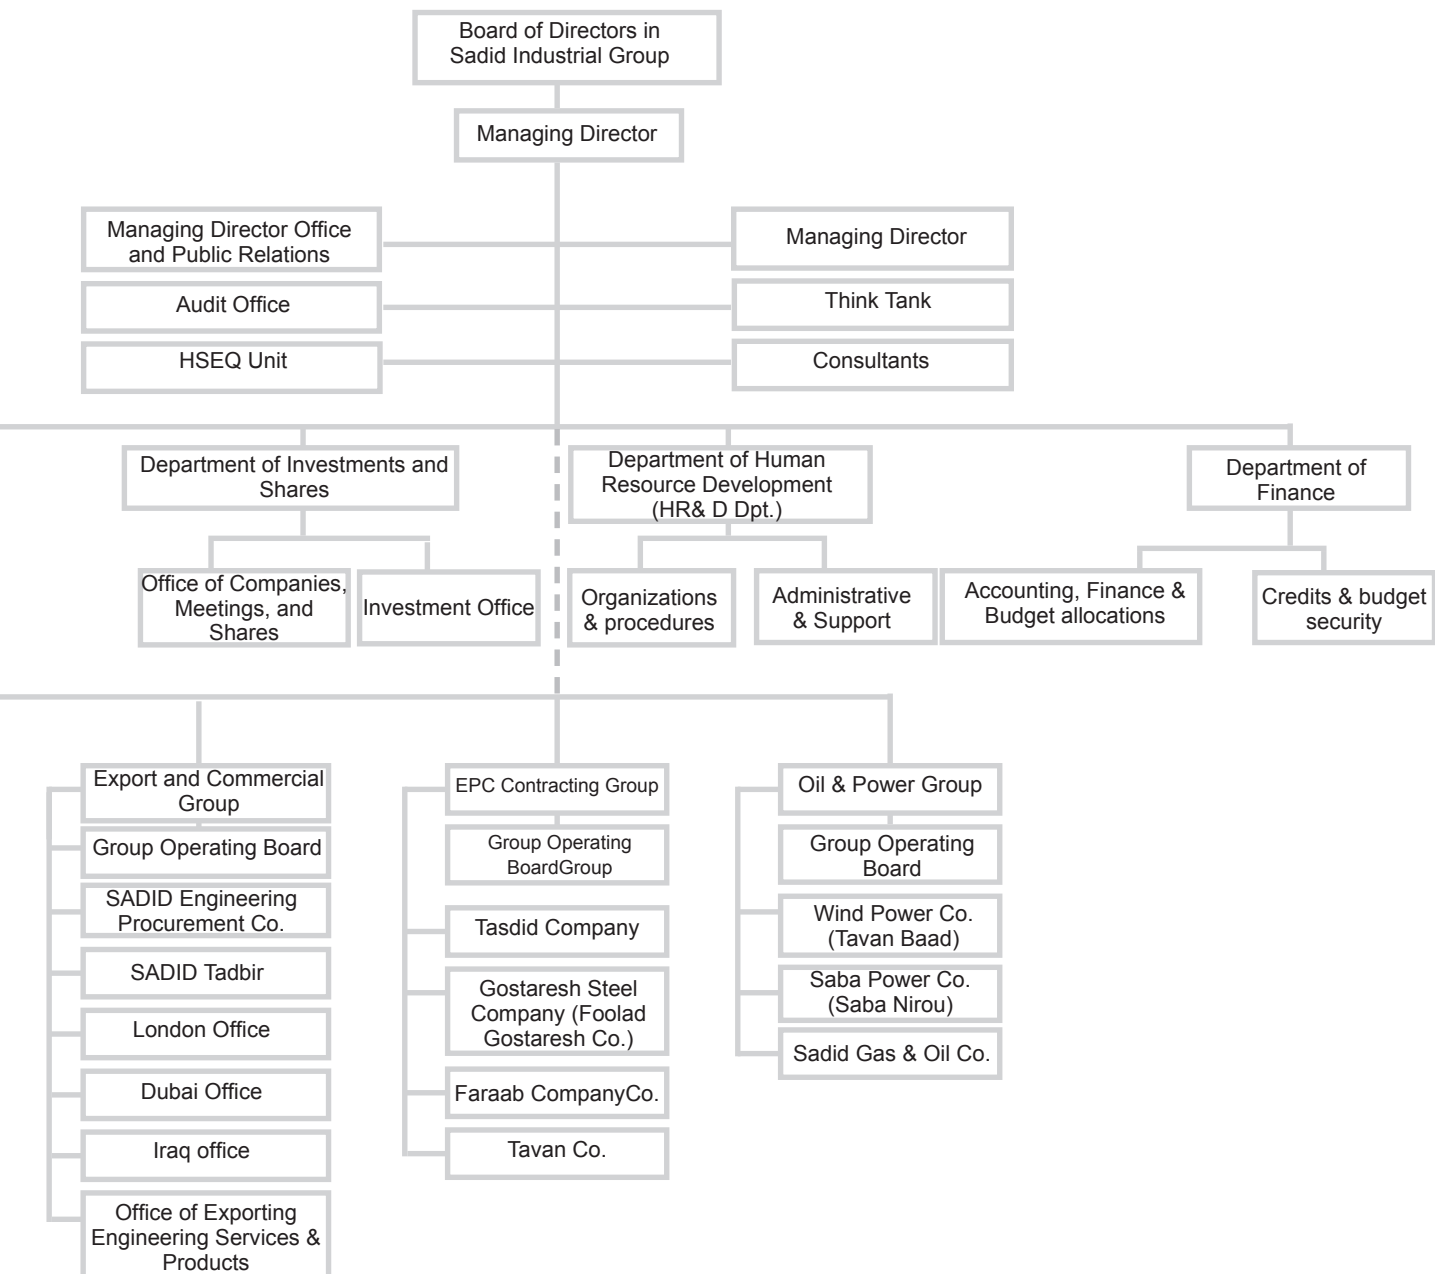 Board of Directors in
Sadid Industrial Group
Managing Director
Managing Director Office
and Public Relations
Managing Director
Audit Office
Think Tank
HSEQ Unit
Consultants
Department of Investments and
Shares
Department of Human
Resource Development
(HR& D Dpt.)
Department of
Finance
Office of Companies,
Meetings, and
Shares
Investment Office
Organizations
& procedures
Administrative
& Support
Accounting, Finance &
Budget allocations
Credits & budget
security
Export and Commercial
Group
Group Operating Board
SADID Engineering
Procurement Co.
SADID Tadbir
London Office
Dubai Office
Iraq office
Office of Exporting
Engineering Services &
Products
EPC Contracting Group
Group Operating
BoardGroup
Tasdid Company
Gostaresh Steel
Company (Foolad
Gostaresh Co.)
Faraab CompanyCo.
Tavan Co.
Oil & Power Group
Group Operating
Board
Wind Power Co.
(Tavan Baad)
Saba Power Co.
(Saba Nirou)
Sadid Gas & Oil Co.